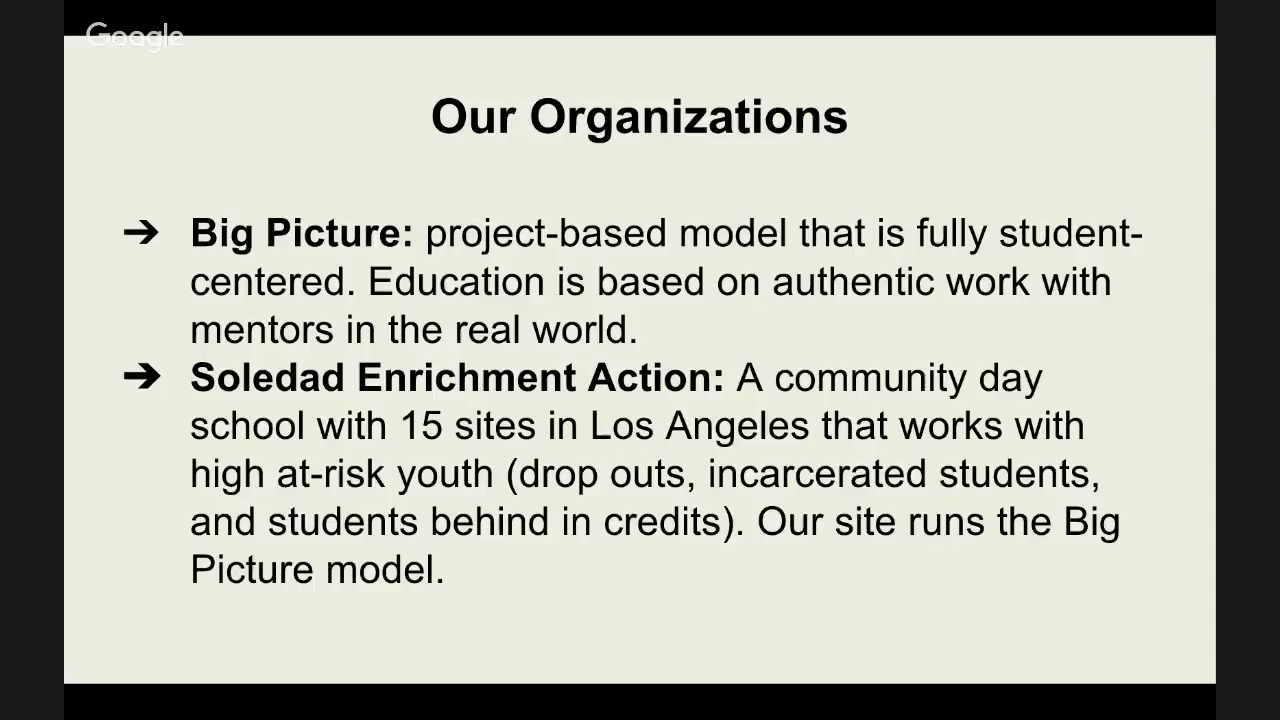 Google
Our Organizations
➔ Big Picture: project-based model that is fully student-
centered. Education is based on authentic work with
mentors in the real world.
➔ Soledad Enrichment Action: A community day
school with 15 sites in Los Angeles that works with
high at-risk youth (drop outs, incarcerated students,
and students behind in credits). Our site runs the Big
Picture model.